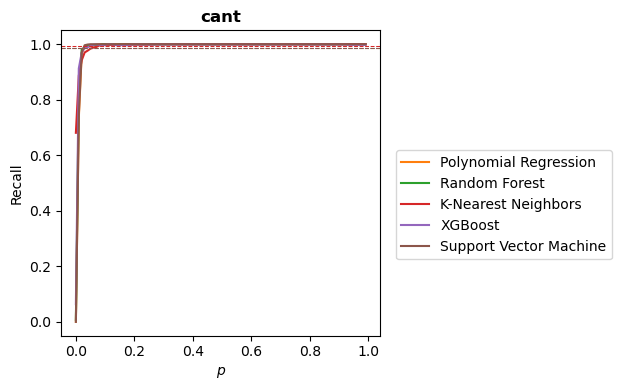 cant
Recall
1.0
0.8
0.6
0.4
0.2
0.0
0.0 0.2 0.4 0.6 0.8 1.0
p
Polynomial Regression
Random Forest
K-Nearest Neighbors
XGBoost
Support Vector Machine